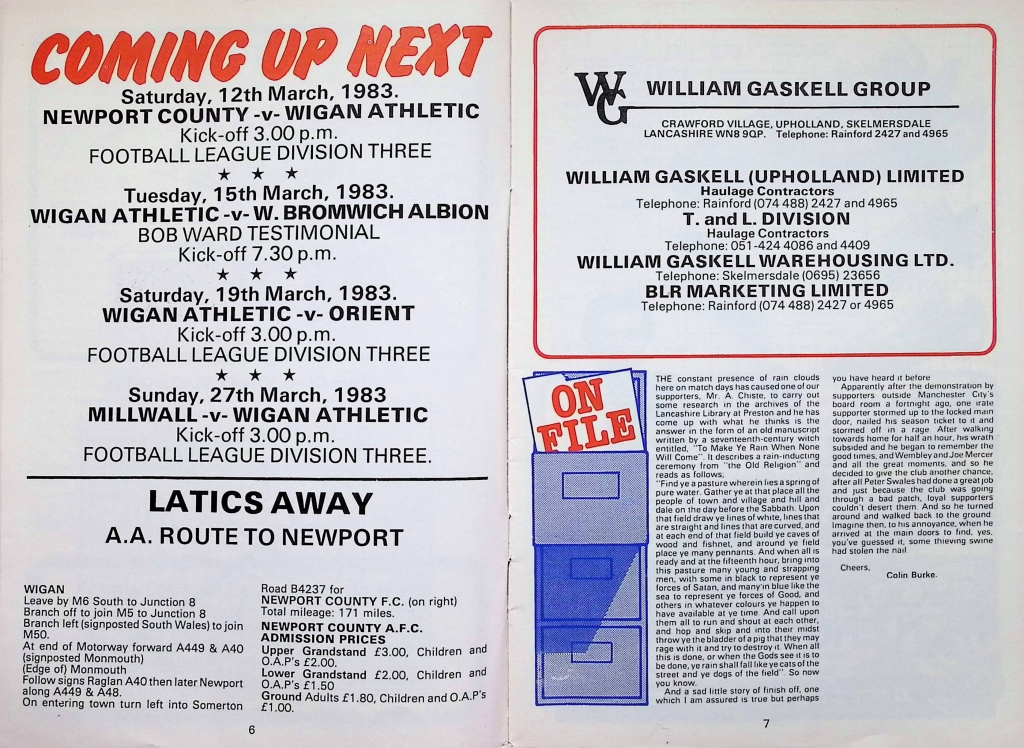 COMING UP NEXT
Saturday, 12th March, 1983.
NEWPORT COUNTY -v- WIGAN ATHLETIC
Kick-off 3.00 p.m.
FOOTBALL LEAGUE DIVISION THREE
★ ★ ★
Tuesday, 15th March, 1983.
WIGAN ATHLETIC -v- W. BROMWICH ALBION
BOB WARD TESTIMONIAL
Kick-off 7.30 p.m.
★ ★ ★
Saturday, 19th March, 1983.
WIGAN ATHLETIC -v- ORIENT
Kick-off 3.00 p.m.
FOOTBALL LEAGUE DIVISION THREE
★ ★ ★
Sunday, 27th March, 1983
MILLWALL -v- WIGAN ATHLETIC
Kick-off 3.00 p.m.
FOOTBALL LEAGUE DIVISION THREE.
LATICS AWAY
A.A. ROUTE TO NEWPORT
WIGAN
Leave by M6 South to Junction 8
Branch off to join M5 to Junction 8
Branch left (signposted South Wales) to join
M50.
At end of Motorway forward A449 & A40
(signposted Monmouth)
(Edge of) Monmouth
Follow signs Raglan A40 then later Newport
along A449 & A48.
On entering town turn left into Somerton
Road B4237 for
NEWPORT COUNTY F.C. (on right)
Total mileage: 171 miles.
NEWPORT COUNTY A.F.C.
ADMISSION PRICES
Upper Grandstand £3.00, Children and
O.A.P's £2.00.
Lower Grandstand £2.00, Children and
O.A.P's £1.50
Ground Adults £1.80, Children and O.A.P's
£1.00.
6
WG
WILLIAM GASKELL GROUP
CRAWFORD VILLAGE, UPHOLLAND, SKELMERSDALE
LANCASHIRE WN8 9QP. Telephone: Rainford 2427 and 4965
WILLIAM GASKELL (UPHOLLAND) LIMITED
Haulage Contractors
Telephone: Rainford (074 488) 2427 and 4965
T. and L. DIVISION
Haulage Contractors
Telephone: 051-424 4086 and 4409
WILLIAM GASKELL WAREHOUSING LTD.
Telephone: Skelmersdale (0695) 23656
BLR MARKETING LIMITED
Telephone: Rainford (074 488) 2427 or 4965
ON
FILE
THE constant presence of rain clouds
here on match days has caused one of our
supporters, Mr. A. Chiste, to carry out
some research in the archives of the
Lancashire Library at Preston and he has
come up with what he thinks is the
answer in the form of an old manuscript
written by a seventeenth-century witch
entitled, "To Make Ye Rain When None
Will Come". It describes a rain-inducting
ceremony from "the Old Religion" and
reads as follows:
"Find ye a pasture wherein lies a spring of
pure water. Gather ye at that place all the
people of town and village and hill and
dale on the day before the Sabbath. Upon
that field draw ye lines of white, lines that
are straight and lines that are curved, and
at each end of that field build ye caves of
wood and fishnet, and around ye field
place ye many pennants. And when all is
ready and at the fifteenth hour, bring into
this pasture many young and strapping
men, with some in black to represent ye
forces of Satan, and many'in blue like the
sea to represent ye forces of Good, and
others in whatever colours ye happen to
have available at ye time. And call upon
them all to run and shout at each other,
and hop and skip and into their midst
throw ye the bladder of a pig that they may
rage with it and try to destroy it. When all
this is done, or when the Gods see it is to
be done, ye rain shall fall like ye cats of the
street and ye dogs of the field". So now
you know.
And a sad little story of finish off, one
which I am assured is true but perhaps
you have heard it before
Apparently after the demonstration by
supporters outside Manchester City's
board room a fortnight ago, one irate
supporter stormed up to the locked main
door, nailed his season ticket to it and
stormed off in a rage. After walking
towards home for half an hour, his wrath
subsided and he began to remember the
good times, and Wembley and Joe Mercer
and all the great moments, and so he
decided to give the club another chance,
after all Peter Swales had done a great job
and just because the club was going
through a bad patch, loyal supporters
couldn't desert them. And so he turned
around and walked back to the ground.
Imagine then, to his annoyance, when he
arrived at the main doors to find, yes,
you've guessed it, some thieving swine
had stolen the nail
Cheers,
Colin Burke.
7